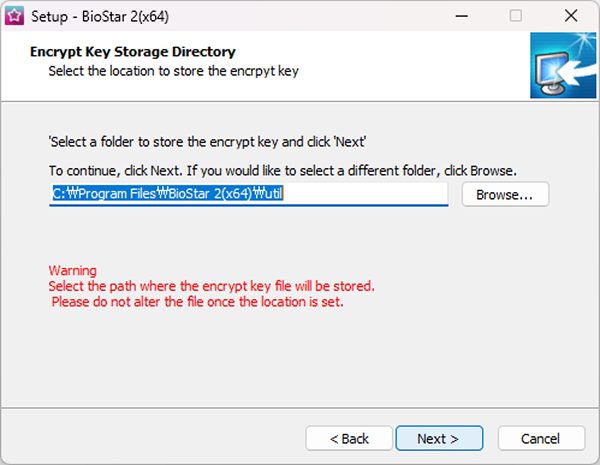 Setup - BioStar 2(x64)
Encrypt Key Storage Directory
Select the location to store the encrpyt key
'Select a folder to store the encrypt key and click 'Next'
To continue, click Next. If you would like to select a different folder, click Browse.
C:₩Program Files₩BioStar 2(x64)₩util
Browse...
Warning
Select the path where the encrypt key file will be stored.
Please do not alter the file once the location is set.
< Back
Next >
Cancel